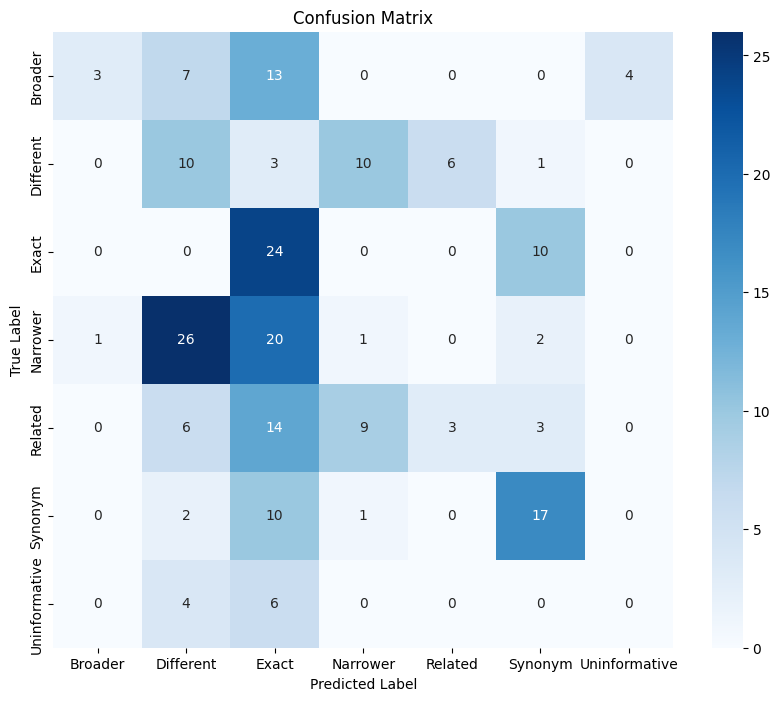 Confusion Matrix
True Label
Broader 3 7 13 0 0 0 4
Different 0 10 3 10 6 1 0
Exact 0 0 24 0 0 10 0
Narrower 1 26 20 1 0 2 0
Related 0 6 14 9 3 3 0
Synonym 0 2 10 1 0 17 0
Uninformative 0 4 6 0 0 0 0
Broader Different Exact Narrower Related Synonym Uninformative
Predicted Label
25
20
15
10
5
0